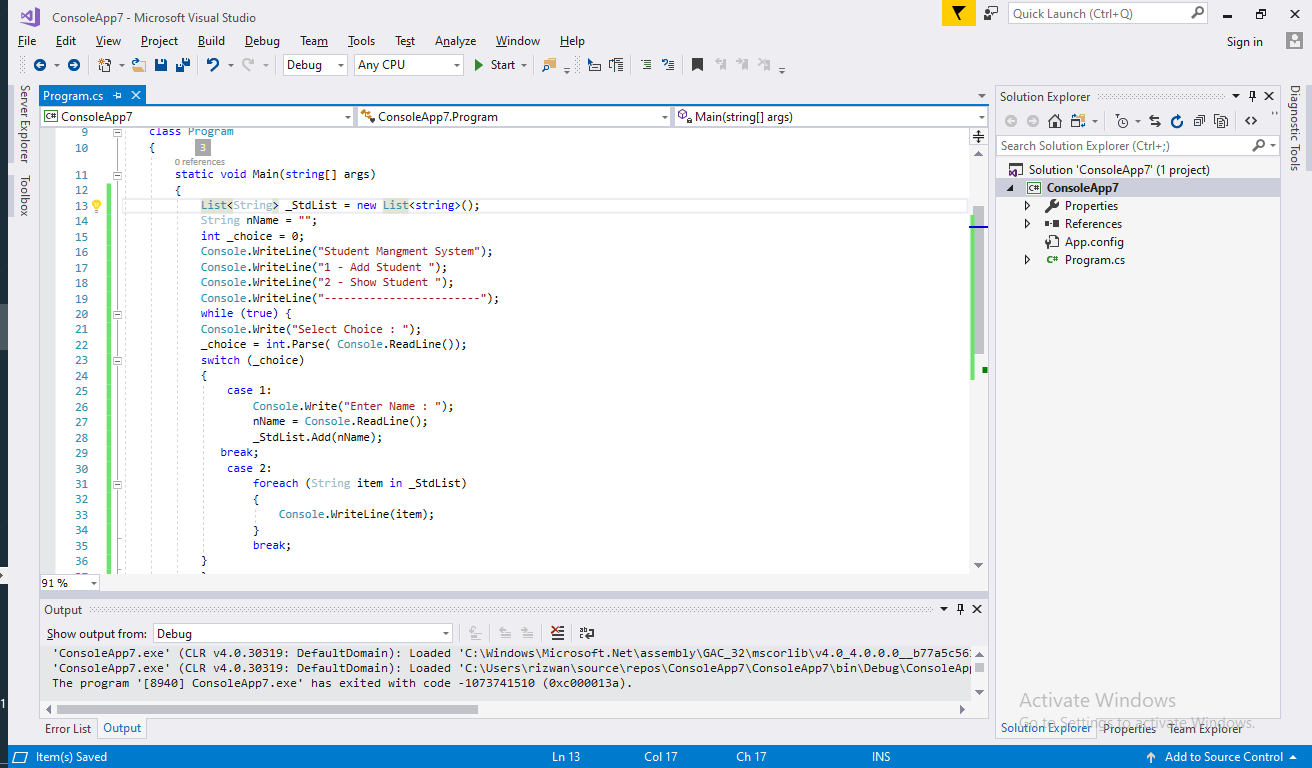 ConsoleApp7 - Microsoft Visual Studio
Quick Launch (Ctrl+Q)
File Edit View Project Build Debug Team Tools Test Analyze Window Help
Sign in
Debug Any CPU Start
Server Explorer
Toolbox
Program.cs
ConsoleApp7 ConsoleApp7.Program Main(string[] args)
9 class Program
10 {
3
0 references
11 static void Main(string[] args)
12 {
13 List<String> _StdList = new List<string>();
14 String nName = "";
15 int _choice = 0;
16 Console.WriteLine("Student Mangment System");
17 Console.WriteLine("1 - Add Student ");
18 Console.WriteLine("2 - Show Student ");
19 Console.WriteLine("------------------------");
20 while (true) {
21 Console.Write("Select Choice : ");
22 _choice = int.Parse( Console.ReadLine());
23 switch (_choice)
24 {
25 case 1:
26 Console.Write("Enter Name : ");
27 nName = Console.ReadLine();
28 _StdList.Add(nName);
29 break;
30 case 2:
31 foreach (String item in _StdList)
32 {
33 Console.WriteLine(item);
34 }
35 break;
36 }
91 %
Output
Show output from: Debug
'ConsoleApp7.exe' (CLR v4.0.30319: DefaultDomain): Loaded 'C:\Windows\Microsoft.Net\assembly\GAC_32\mscorlib\v4.0_4.0.0.0__b77a5c561
'ConsoleApp7.exe' (CLR v4.0.30319: DefaultDomain): Loaded 'C:\Users\rizwan\source\repos\ConsoleApp7\ConsoleApp7\bin\Debug\ConsoleApp
The program '[8940] ConsoleApp7.exe' has exited with code -1073741510 (0xc000013a).
Error List Output
Solution Explorer
Search Solution Explorer (Ctrl+;)
Solution 'ConsoleApp7' (1 project)
ConsoleApp7
Properties
References
App.config
Program.cs
Diagnostic Tools
Activate Windows
Go to Settings to activate Windows.
Solution Explorer Properties Team Explorer
Item(s) Saved Ln 13 Col 17 Ch 17 INS Add to Source Control